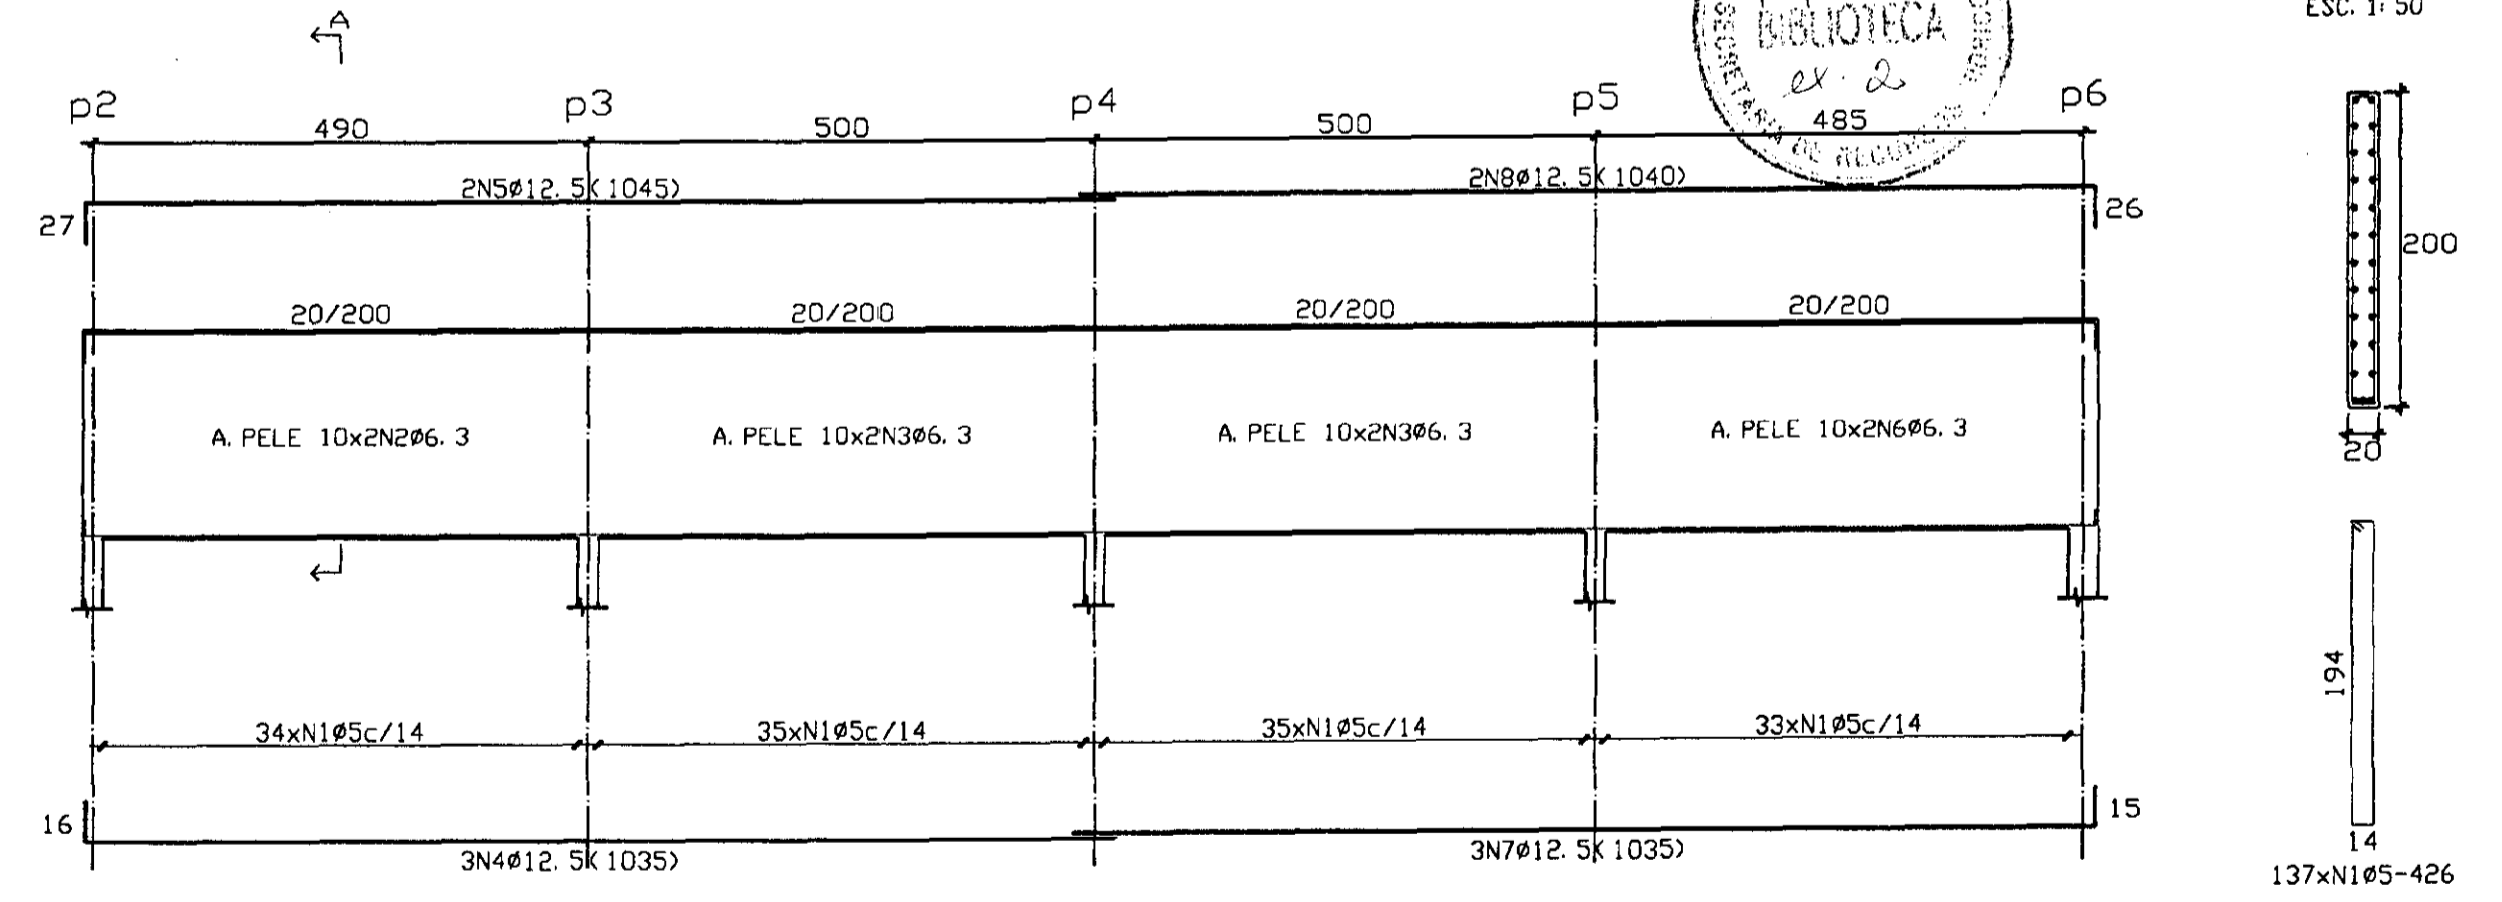 A
ESC. 1:50
BIBLIOTECA
ex. 2
p2 p3 p4 p5 p6
490 500 500 485
2N5ø12.5(1045) 2N8ø12.5(1040)
27 26
200
20/200 20/200 20/200 20/200
A. PELE 10x2N2ø6.3 A. PELE 10x2N3ø6.3 A. PELE 10x2N3ø6.3 A. PELE 10x2N6ø6.3
20
194
34xN1ø5c/14 35xN1ø5c/14 35xN1ø5c/14 33xN1ø5c/14
16 15
14
3N4ø12.5(1035) 3N7ø12.5(1035)
137xN1ø5-426